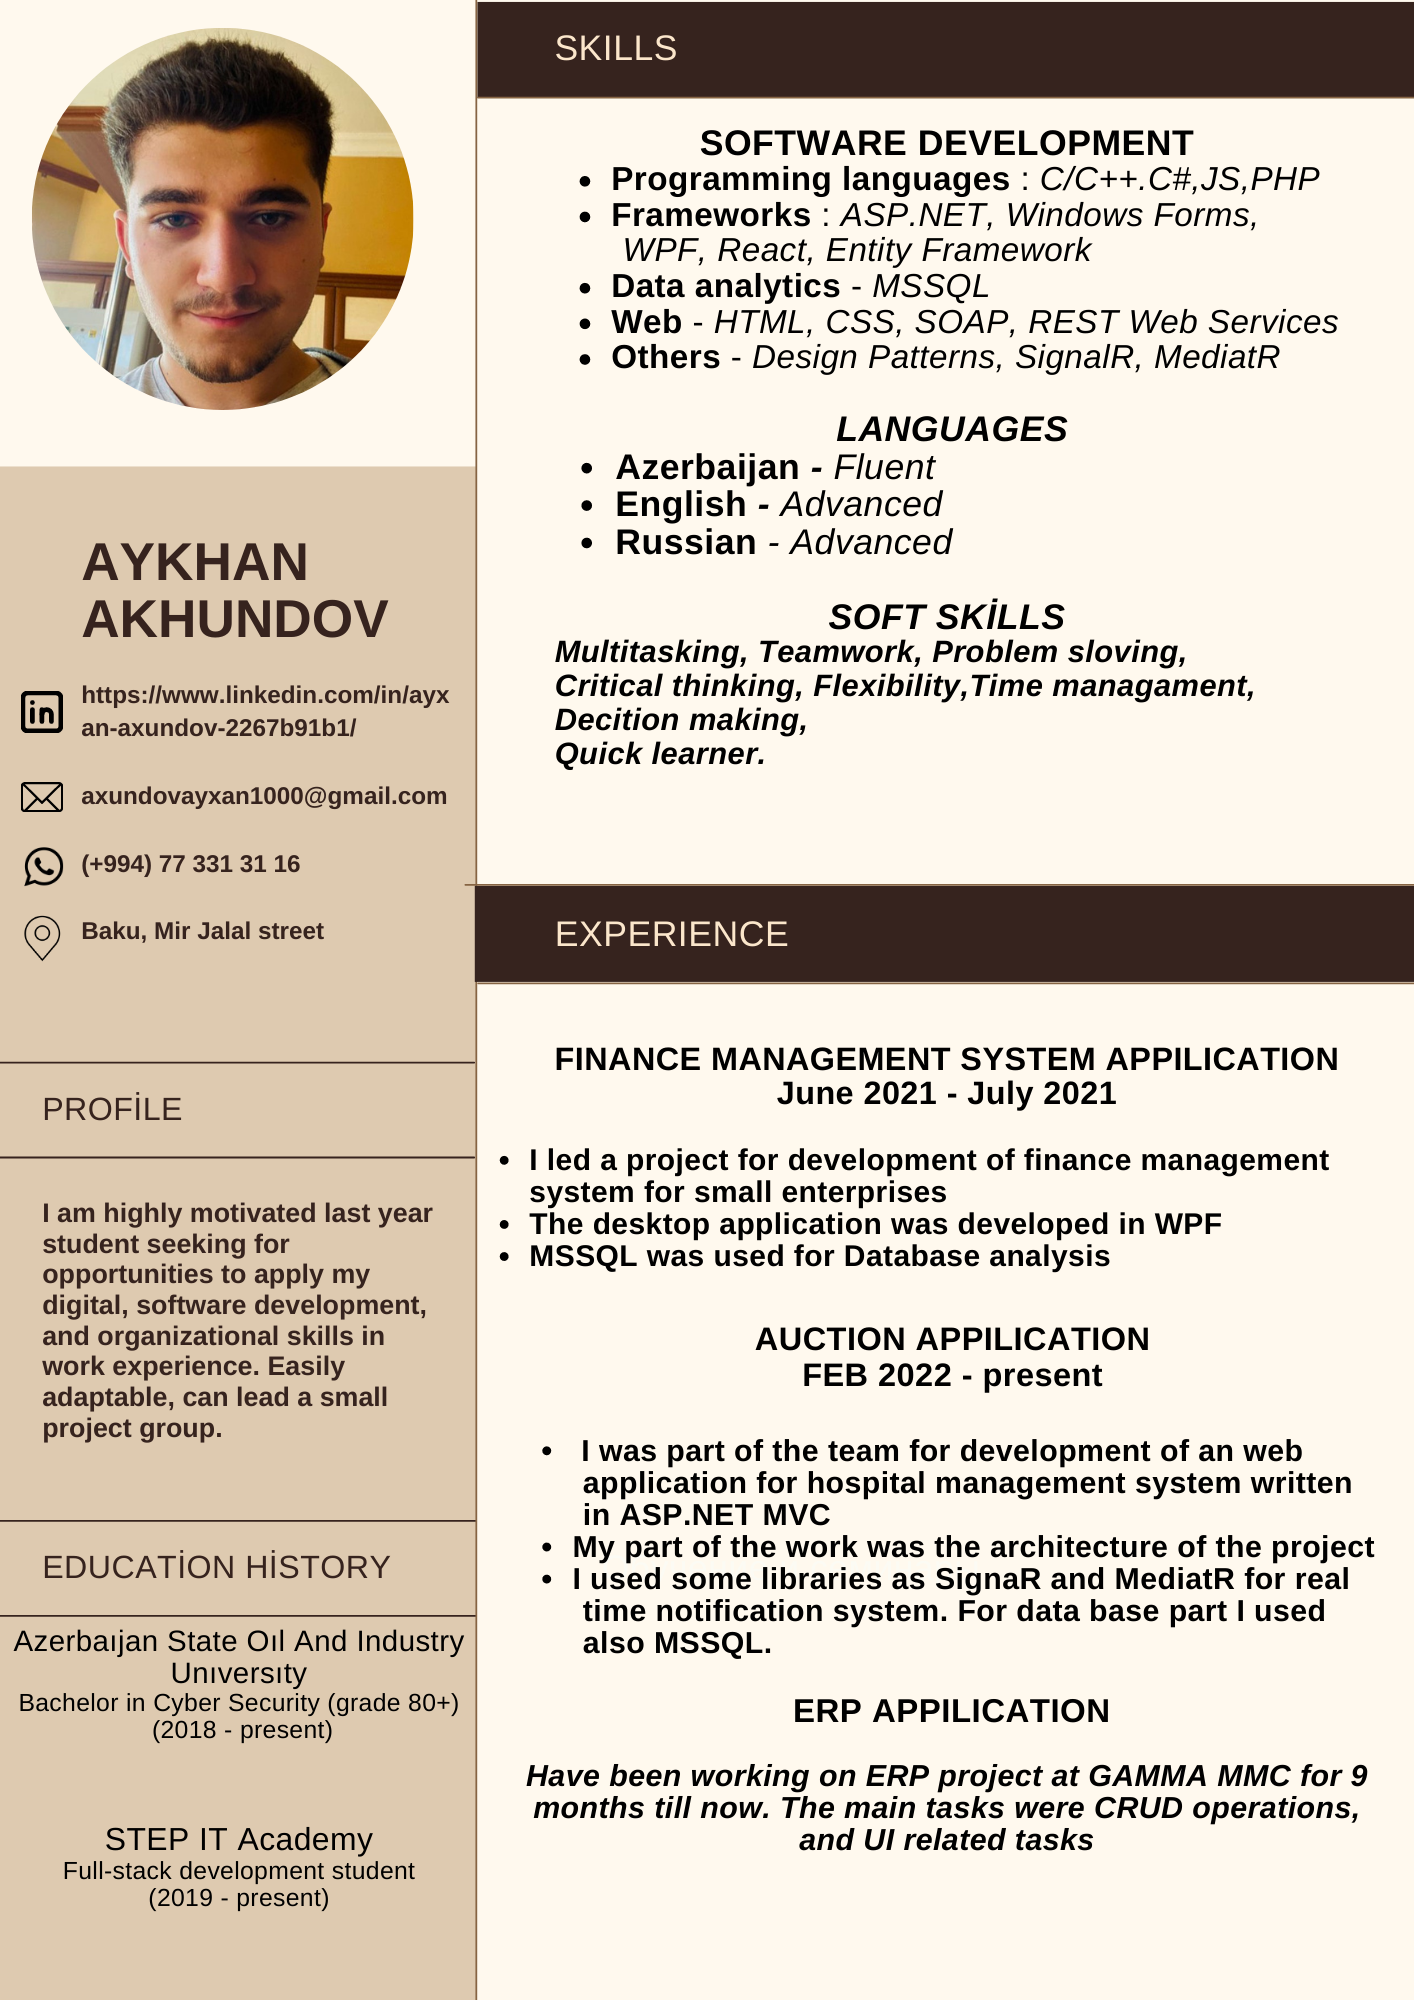 AYKHAN
AKHUNDOV
https://www.linkedin.com/in/ayx
an-axundov-2267b91b1/
axundovayxan1000@gmail.com
(+994) 77 331 31 16
Baku, Mir Jalal street
PROFİLE
I am highly motivated last year
student seeking for
opportunities to apply my
digital, software development,
and organizational skills in
work experience. Easily
adaptable, can lead a small
project group.
EDUCATİON HİSTORY
Azerbaıjan State Oıl And Industry
Unıversıty
Bachelor in Cyber Security (grade 80+)
(2018 - present)
STEP IT Academy
Full-stack development student
(2019 - present)
SKILLS
SOFTWARE DEVELOPMENT
• Programming languages : C/C++.C#,JS,PHP
• Frameworks : ASP.NET, Windows Forms,
WPF, React, Entity Framework
• Data analytics - MSSQL
• Web - HTML, CSS, SOAP, REST Web Services
• Others - Design Patterns, SignalR, MediatR
LANGUAGES
• Azerbaijan - Fluent
• English - Advanced
• Russian - Advanced
SOFT SKİLLS
Multitasking, Teamwork, Problem sloving,
Critical thinking, Flexibility,Time managament,
Decition making,
Quick learner.
EXPERIENCE
FINANCE MANAGEMENT SYSTEM APPILICATION
June 2021 - July 2021
• I led a project for development of finance management
system for small enterprises
• The desktop application was developed in WPF
• MSSQL was used for Database analysis
AUCTION APPILICATION
FEB 2022 - present
• I was part of the team for development of an web
application for hospital management system written
in ASP.NET MVC
• My part of the work was the architecture of the project
• I used some libraries as SignaR and MediatR for real
time notification system. For data base part I used
also MSSQL.
ERP APPILICATION
Have been working on ERP project at GAMMA MMC for 9
months till now. The main tasks were CRUD operations,
and UI related tasks